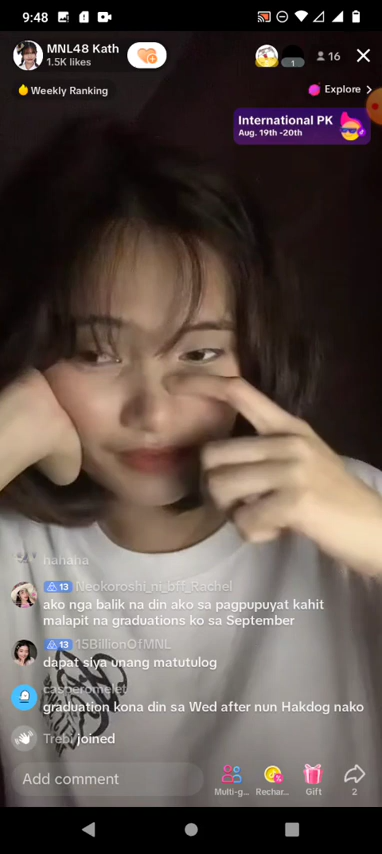 9:48
MNL48 Kath
1.5K likes
16
1
Weekly Ranking
Explore
International PK
Aug. 19th -20th
hahaha
13 Neokoroshi_ni_bff_Rachel
ako nga balik na din ako sa pagpupuyat kahit
malapit na graduations ko sa September
13 15BillionOfMNL
dapat siya unang matutulog
casperomelet
graduation kona din sa Wed after nun Hakdog nako
Trebi joined
Add comment
Multi-g...
Rechar...
Gift
2